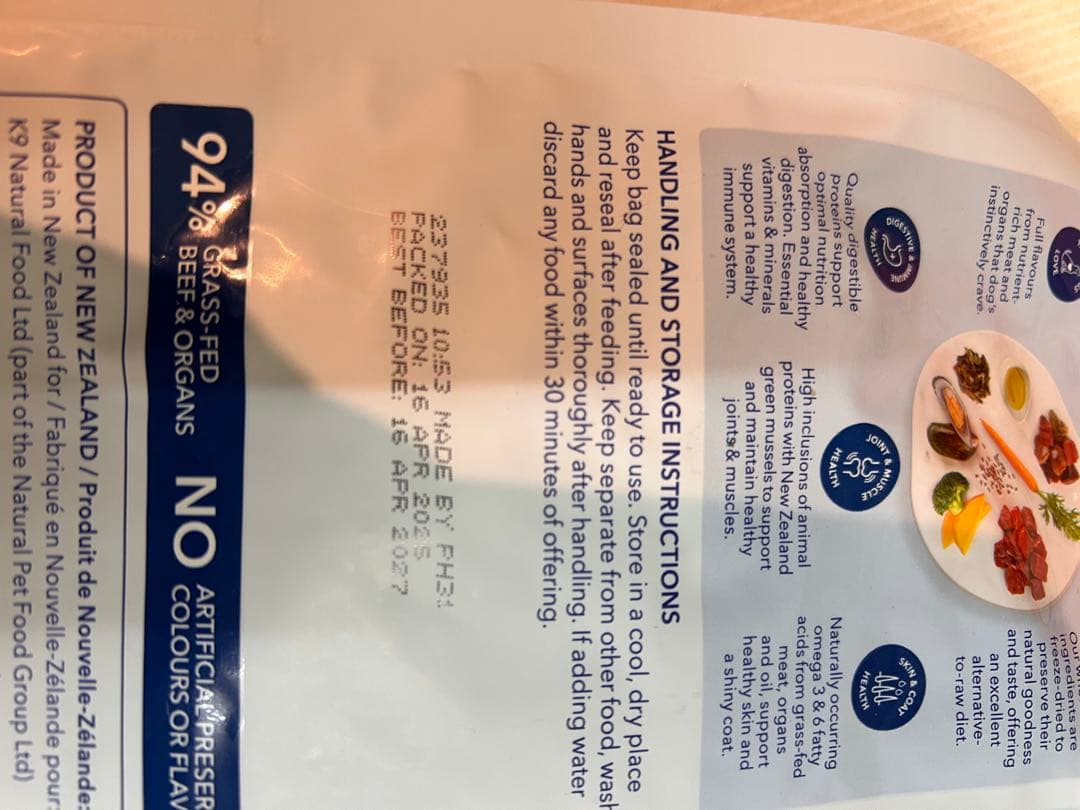 LOVE
Full flavours
from nutrient-
rich meat and
organs that dog's
instinctively crave.
ingredients are
freeze-dried to
preserve their
natural goodness
and taste, offering
an excellent
alternative-
to-raw diet.
DIGESTIVE & IMMUNE
HEALTH
Quality digestible
proteins support
optimal nutrition
absorption and healthy
digestion. Essential
vitamins & minerals
support a healthy
immune system.
JOINT & MUSCLE
HEALTH
High inclusions of animal
proteins with New Zealand
green mussels to support
and maintain healthy
joints & muscles.
SKIN & COAT
HEALTH
Naturally occurring
omega 3 & 6 fatty
acids from grass-fed
meat, organs
and oil, support
healthy skin and
a shiny coat.
HANDLING AND STORAGE INSTRUCTIONS
Keep bag sealed until ready to use. Store in a cool, dry place
and reseal after feeding. Keep separate from other food, wash
hands and surfaces thoroughly after handling. If adding water
discard any food within 30 minutes of offering.
237935 10:53 MADE BY PH31
PACKED ON: 16 APR 2025
BEST BEFORE: 16 APR 2027
94% GRASS-FED
BEEF & ORGANS
NO ARTIFICIAL PRESER
COLOURS OR FLAV
PRODUCT OF NEW ZEALAND / Produit de Nouvelle-Zélande:
Made in New Zealand for / Fabriqué en Nouvelle-Zélande pour:
K9 Natural Food Ltd (part of the Natural Pet Food Group Ltd)